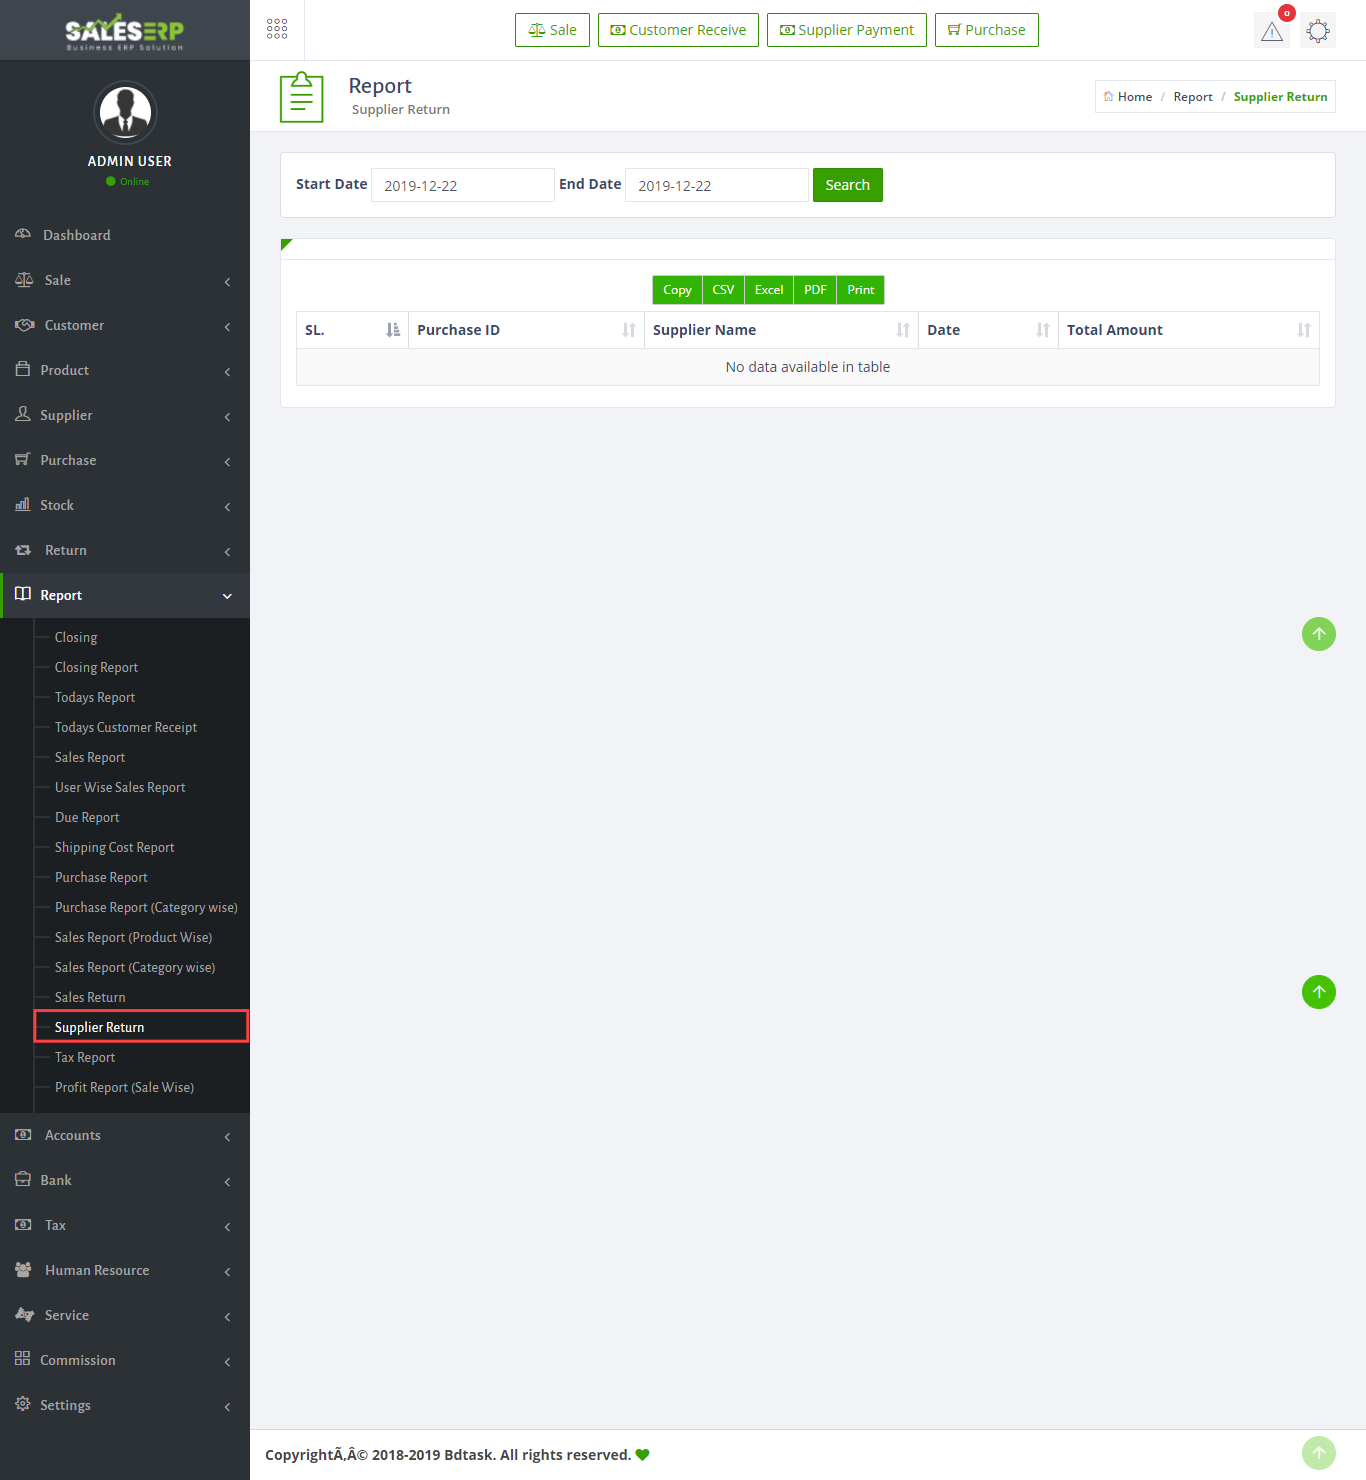 SALESERP
Business ERP Solution
ADMIN USER
Online
Dashboard
Sale
Customer
Product
Supplier
Purchase
Stock
Return
Report
Closing
Closing Report
Todays Report
Todays Customer Receipt
Sales Report
User Wise Sales Report
Due Report
Shipping Cost Report
Purchase Report
Purchase Report (Category wise)
Sales Report (Product Wise)
Sales Report (Category wise)
Sales Return
Supplier Return
Tax Report
Profit Report (Sale Wise)
Accounts
Bank
Tax
Human Resource
Service
Commission
Settings
Sale Customer Receive Supplier Payment Purchase 0
Report
Supplier Return
Home / Report / Supplier Return
Start Date 2019-12-22 End Date 2019-12-22 Search
Copy CSV Excel PDF Print
SL. Purchase ID Supplier Name Date Total Amount
No data available in table
CopyrightÃ‚Â© 2018-2019 Bdtask. All rights reserved.